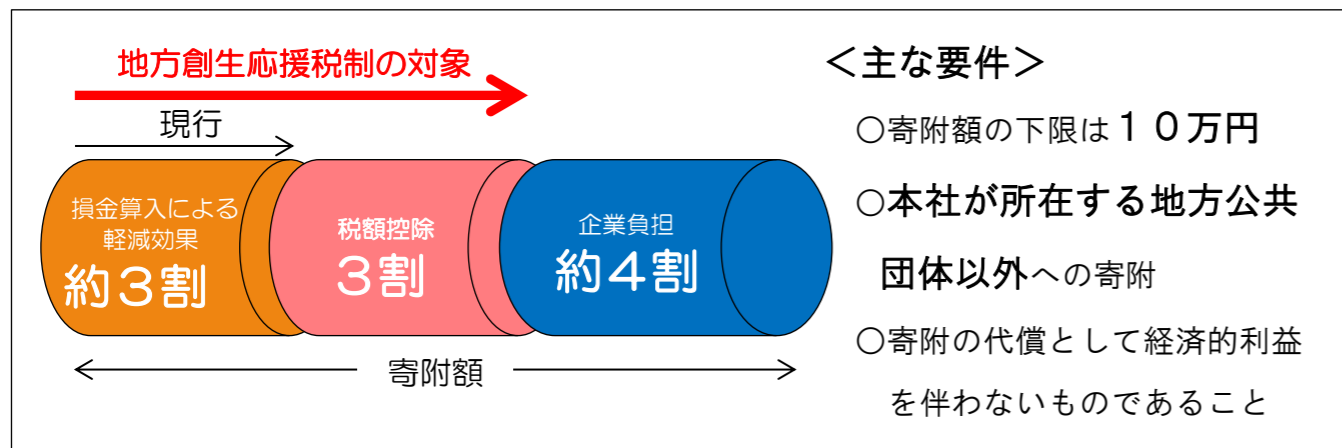 地方創生応援税制の対象
現行
損金算入による
軽減効果
約３割
税額控除
３割
企業負担
約４割
寄附額
＜主な要件＞
○寄附額の下限は１０万円
○本社が所在する地方公共
団体以外への寄附
○寄附の代償として経済的利益
を伴わないものであること